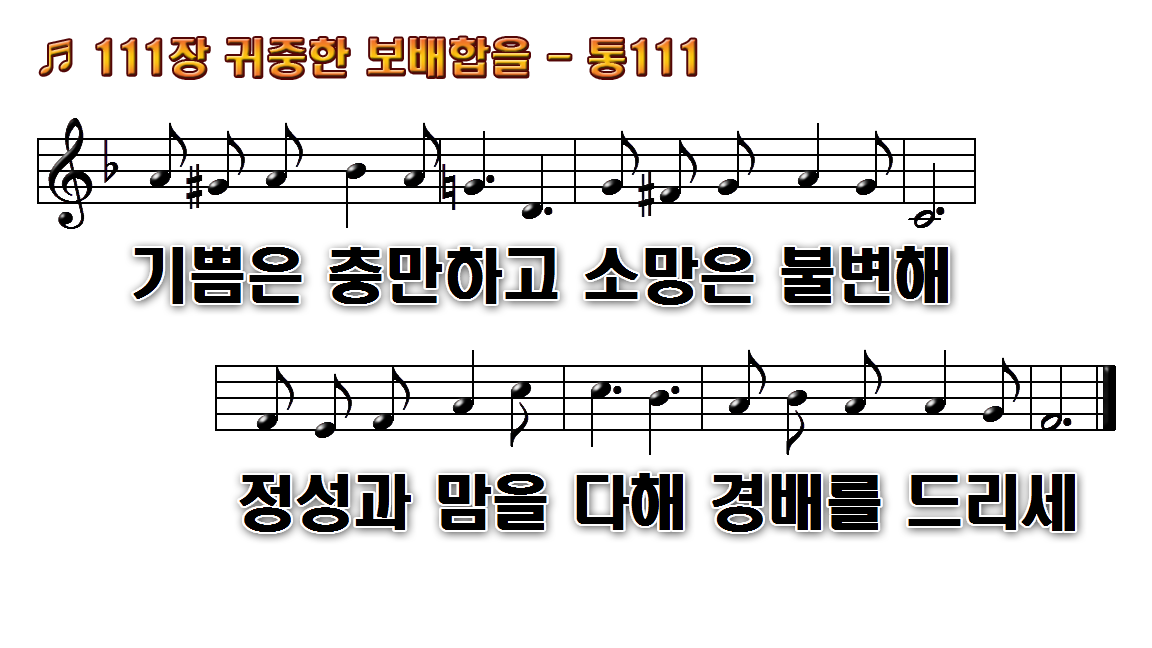 ♬ 111장 귀중한 보배합을 - 통111
기쁨은 충만하고 소망은 불변해
정성과 맘을 다해 경배를 드리세